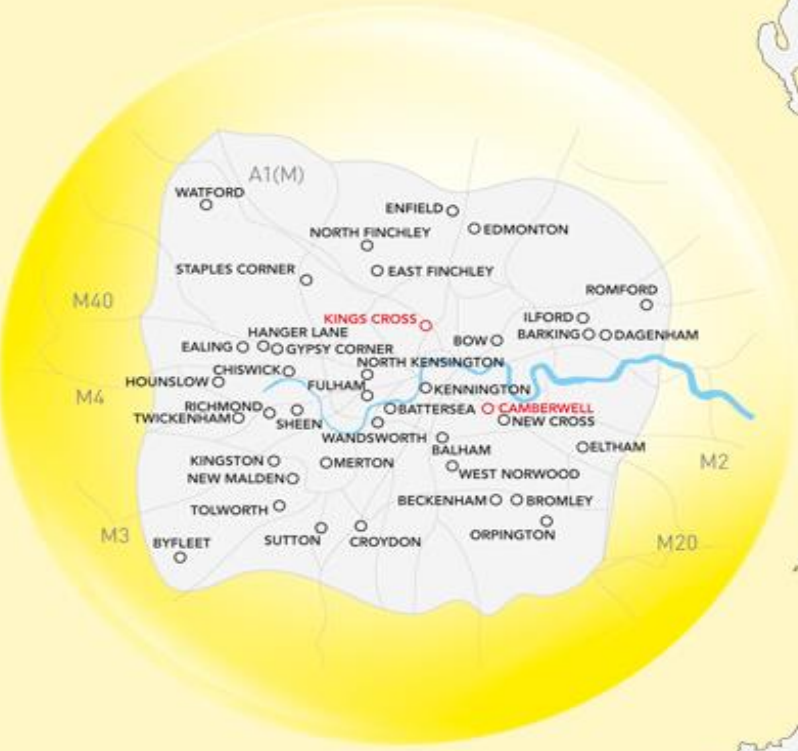 A1(M)
WATFORD
ENFIELD
NORTH FINCHLEY
EDMONTON
STAPLES CORNER
EAST FINCHLEY
ROMFORD
M40
KINGS CROSS
ILFORD
HANGER LANE
BOW
BARKING
DAGENHAM
EALING
GYPSY CORNER
NORTH KENSINGTON
CHISWICK
HOUNSLOW
FULHAM
KENNINGTON
M4
RICHMOND
BATTERSEA
CAMBERWELL
TWICKENHAM
SHEEN
NEW CROSS
WANDSWORTH
BALHAM
ELTHAM
KINGSTON
MERTON
M2
WEST NORWOOD
NEW MALDEN
BECKENHAM
BROMLEY
TOLWORTH
M3
BYFLEET
SUTTON
CROYDON
ORPINGTON
M20